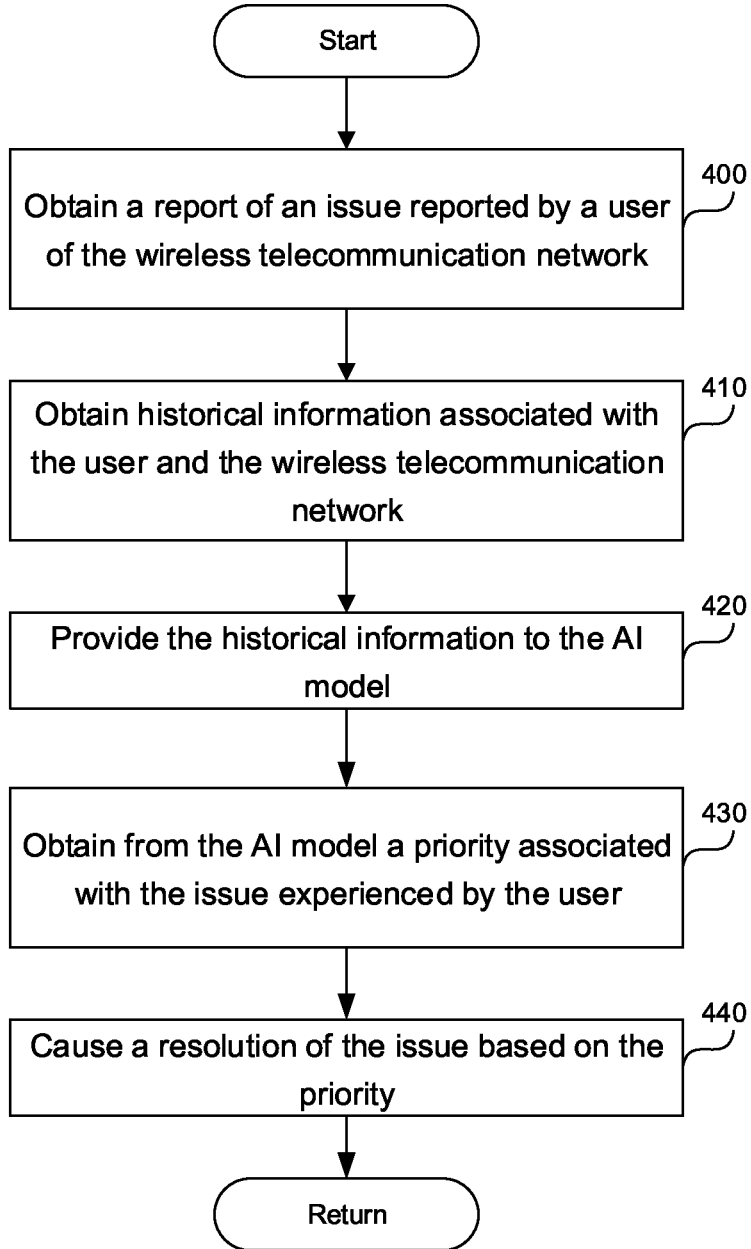 Start
400
Obtain a report of an issue reported by a user
of the wireless telecommunication network
410
Obtain historical information associated with
the user and the wireless telecommunication
network
420
Provide the historical information to the AI
model
430
Obtain from the AI model a priority associated
with the issue experienced by the user
440
Cause a resolution of the issue based on the
priority
Return